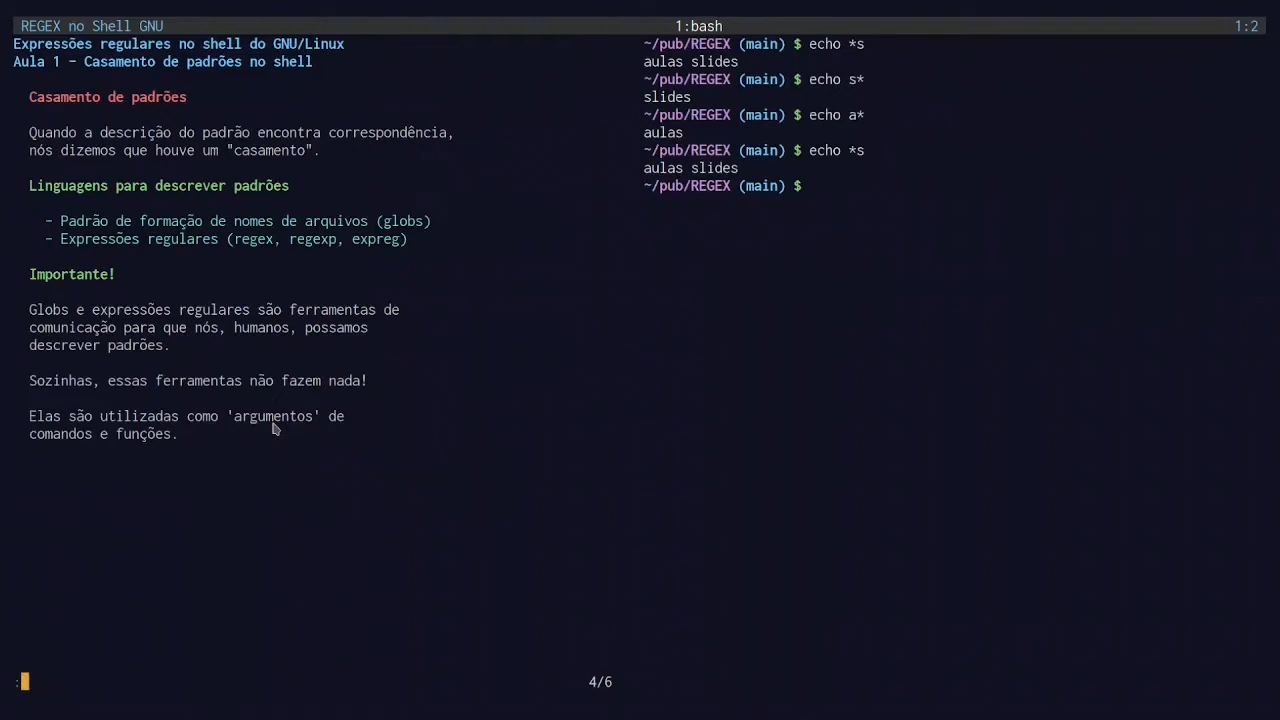 REGEX no Shell GNU
1:bash
1:2
Expressões regulares no shell do GNU/Linux
Aula 1 - Casamento de padrões no shell
Casamento de padrões
Quando a descrição do padrão encontra correspondência,
nós dizemos que houve um "casamento".
Linguagens para descrever padrões
- Padrão de formação de nomes de arquivos (globs)
- Expressões regulares (regex, regexp, expreg)
Importante!
Globs e expressões regulares são ferramentas de
comunicação para que nós, humanos, possamos
descrever padrões.
Sozinhas, essas ferramentas não fazem nada!
Elas são utilizadas como 'argumentos' de
comandos e funções.
:
4/6
~/pub/REGEX (main) $ echo *s
aulas slides
~/pub/REGEX (main) $ echo s*
slides
~/pub/REGEX (main) $ echo a*
aulas
~/pub/REGEX (main) $ echo *s
aulas slides
~/pub/REGEX (main) $